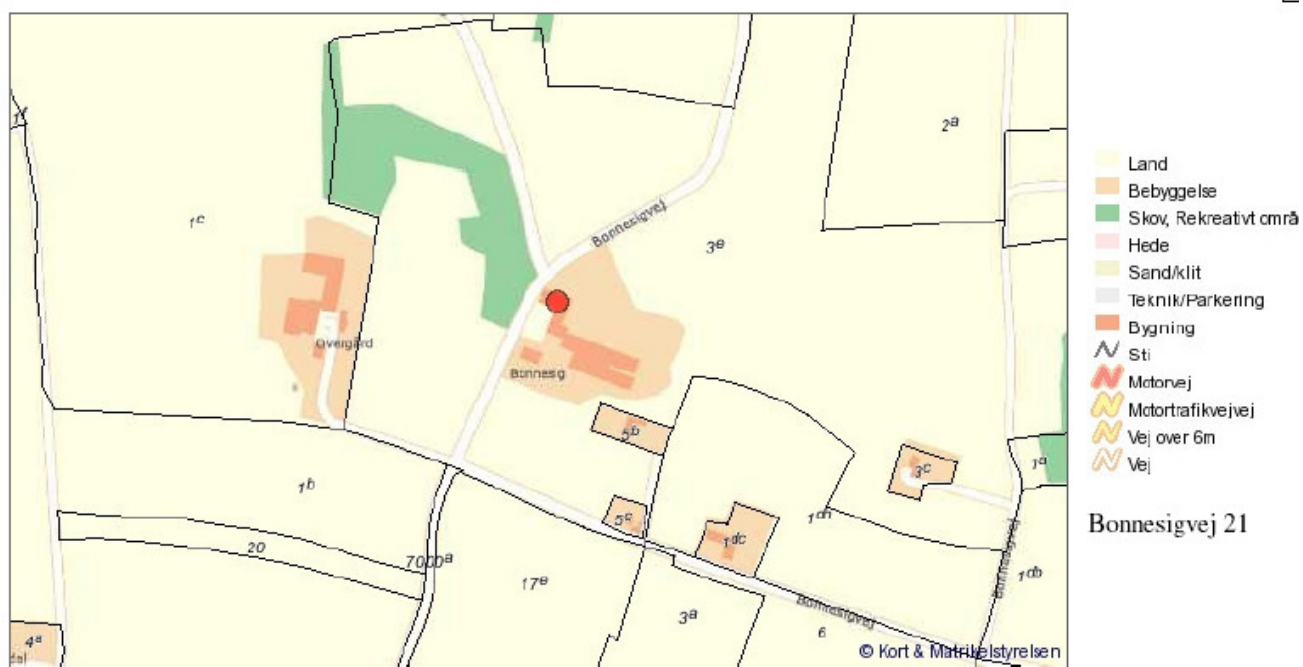 1f
2a
1c
Bonnesigvej
3e
Overgård
Bonnesig
5b
3c
1a
1b
5c
1dc
1dh
20
7000a
17e
Bonnesigvej
1db
3a
Bonnesigvej
6
4a
© Kort & Matrikelstyrelsen
Land
Bebyggelse
Skov, Rekreativt områ
Hede
Sand/klit
Teknik/Parkering
Bygning
Sti
Motorvej
Motortrafikvejvej
Vej over 6m
Vej
Bonnesigvej 21